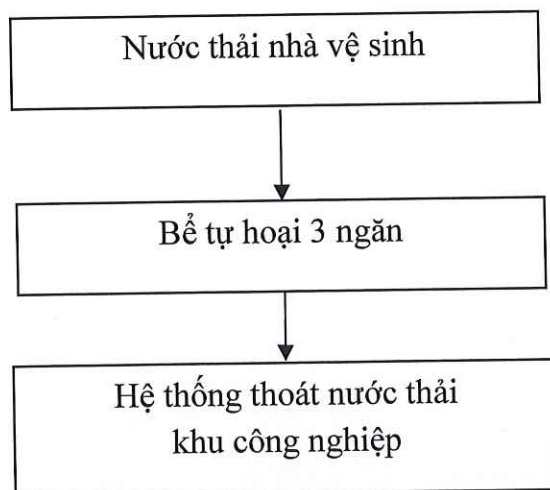 Nước thải nhà vệ sinh
Bể tự hoại 3 ngăn
Hệ thống thoát nước thải
khu công nghiệp